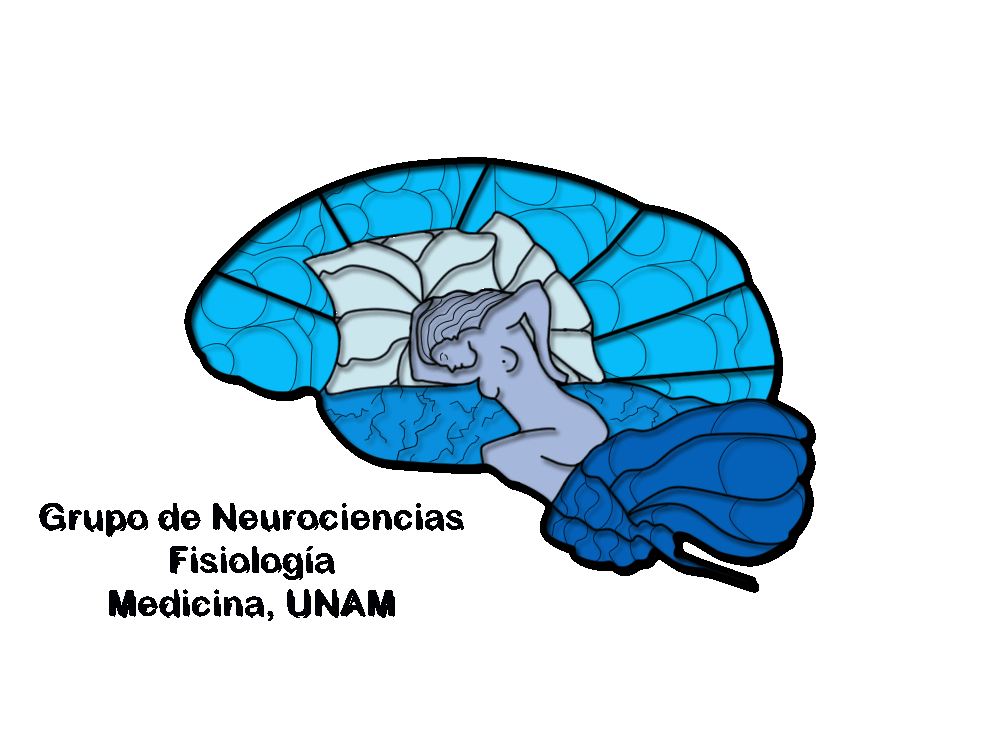 Grupo de Neurociencias
Fisiología
Medicina, UNAM